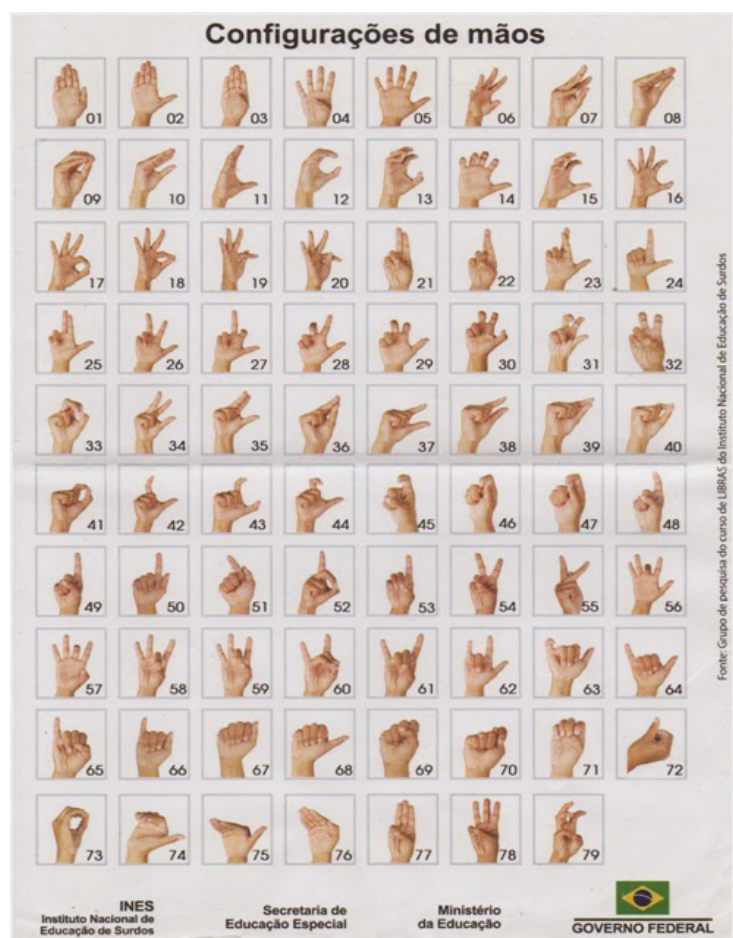 Configurações de mãos
01 02 03 04 05 06 07 08
09 10 11 12 13 14 15 16
17 18 19 20 21 22 23 24
25 26 27 28 29 30 31 32
33 34 35 36 37 38 39 40
41 42 43 44 45 46 47 48
49 50 51 52 53 54 55 56
57 58 59 60 61 62 63 64
65 66 67 68 69 70 71 72
73 74 75 76 77 78 79
Fonte: Grupo de pesquisa do curso de LIBRAS do Instituto Nacional de Educação de Surdos
INES
Instituto Nacional de
Educação de Surdos
Secretaria de
Educação Especial
Ministério
da Educação
GOVERNO FEDERAL